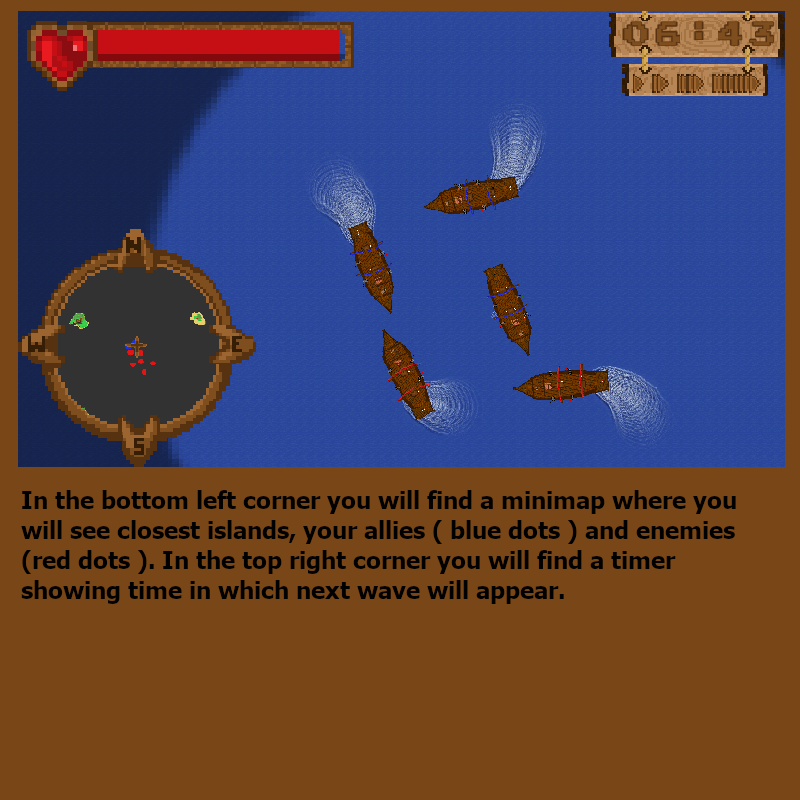 06:43
N
W
E
S
In the bottom left corner you will find a minimap where you
will see closest islands, your allies ( blue dots ) and enemies
(red dots ). In the top right corner you will find a timer
showing time in which next wave will appear.